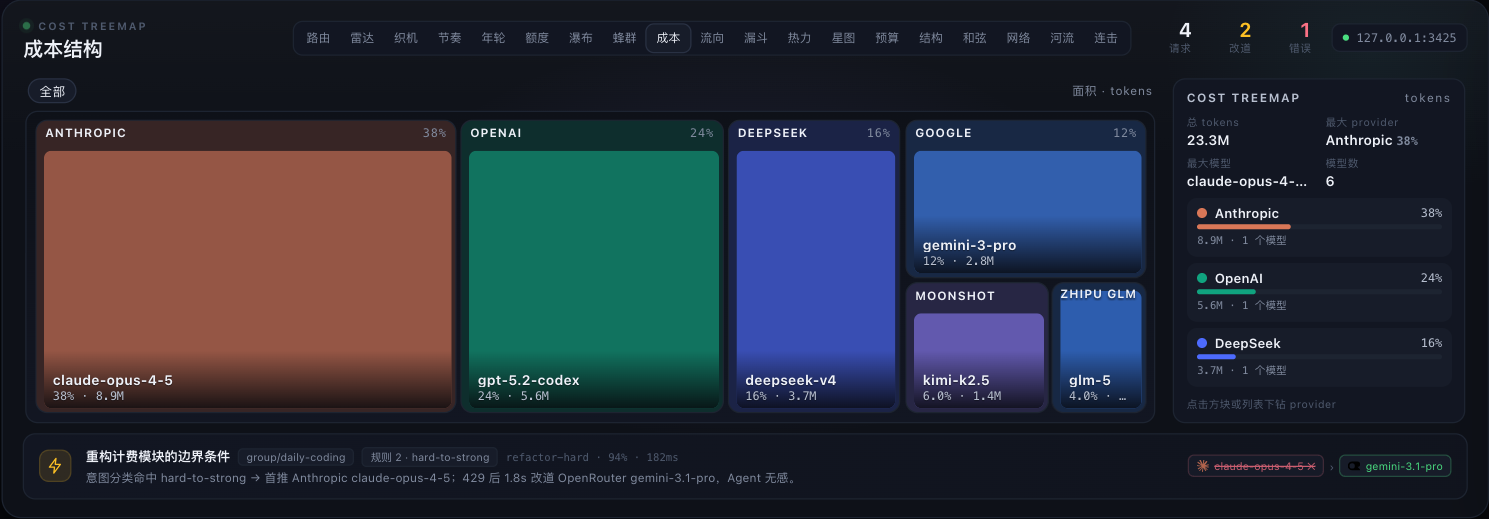 COST TREEMAP
成本结构
路由 雷达 织机 节奏 年轮 额度 瀑布 蜂群 成本 流向 漏斗 热力 星图 预算 结构 和弦 网络 河流 连击
4 请求
2 改道
1 错误
127.0.0.1:3425
全部
面积 · tokens
ANTHROPIC 38%
claude-opus-4-5
38% · 8.9M
OPENAI 24%
gpt-5.2-codex
24% · 5.6M
DEEPSEEK 16%
deepseek-v4
16% · 3.7M
GOOGLE 12%
gemini-3-pro
12% · 2.8M
MOONSHOT
kimi-k2.5
6.0% · 1.4M
ZHIPU GLM
glm-5
4.0% · …
COST TREEMAP tokens
总 tokens 最大 provider
23.3M Anthropic 38%
最大模型 模型数
claude-opus-4-... 6
Anthropic 38%
8.9M · 1 个模型
OpenAI 24%
5.6M · 1 个模型
DeepSeek 16%
3.7M · 1 个模型
点击方块或列表下钻 provider
重构计费模块的边界条件 group/daily-coding 规则 2 · hard-to-strong refactor-hard · 94% · 182ms
意图分类命中 hard-to-strong → 首推 Anthropic claude-opus-4-5；429 后 1.8s 改道 OpenRouter gemini-3.1-pro，Agent 无感。
claude-opus-4-5 ✕ › gemini-3.1-pro